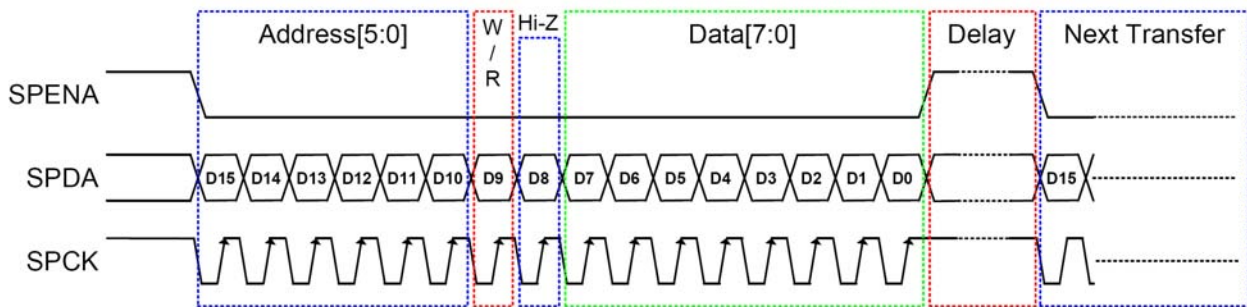 Address[5:0]
W
/
R
Hi-Z
Data[7:0]
Delay
Next Transfer
SPENA
SPDA
D15 D14 D13 D12 D11 D10 D9 D8 D7 D6 D5 D4 D3 D2 D1 D0 D15
SPCK